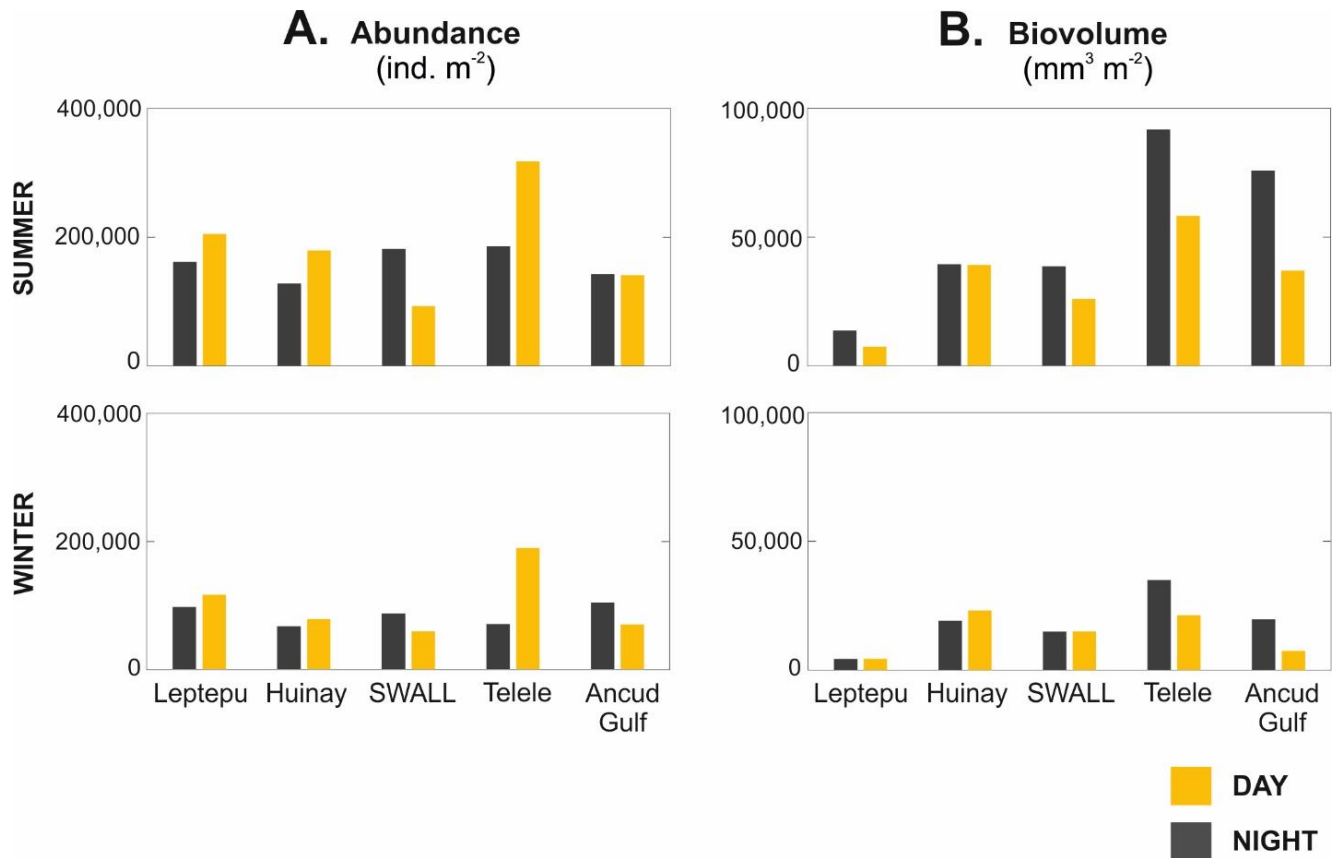 A. Abundance
(ind. m⁻²)
B. Biovolume
(mm³ m⁻²)
SUMMER
400,000
200,000
0
100,000
50,000
0
WINTER
400,000
200,000
0
Leptepu Huinay SWALL Telele Ancud
Gulf
100,000
50,000
0
Leptepu Huinay SWALL Telele Ancud
Gulf
DAY
NIGHT